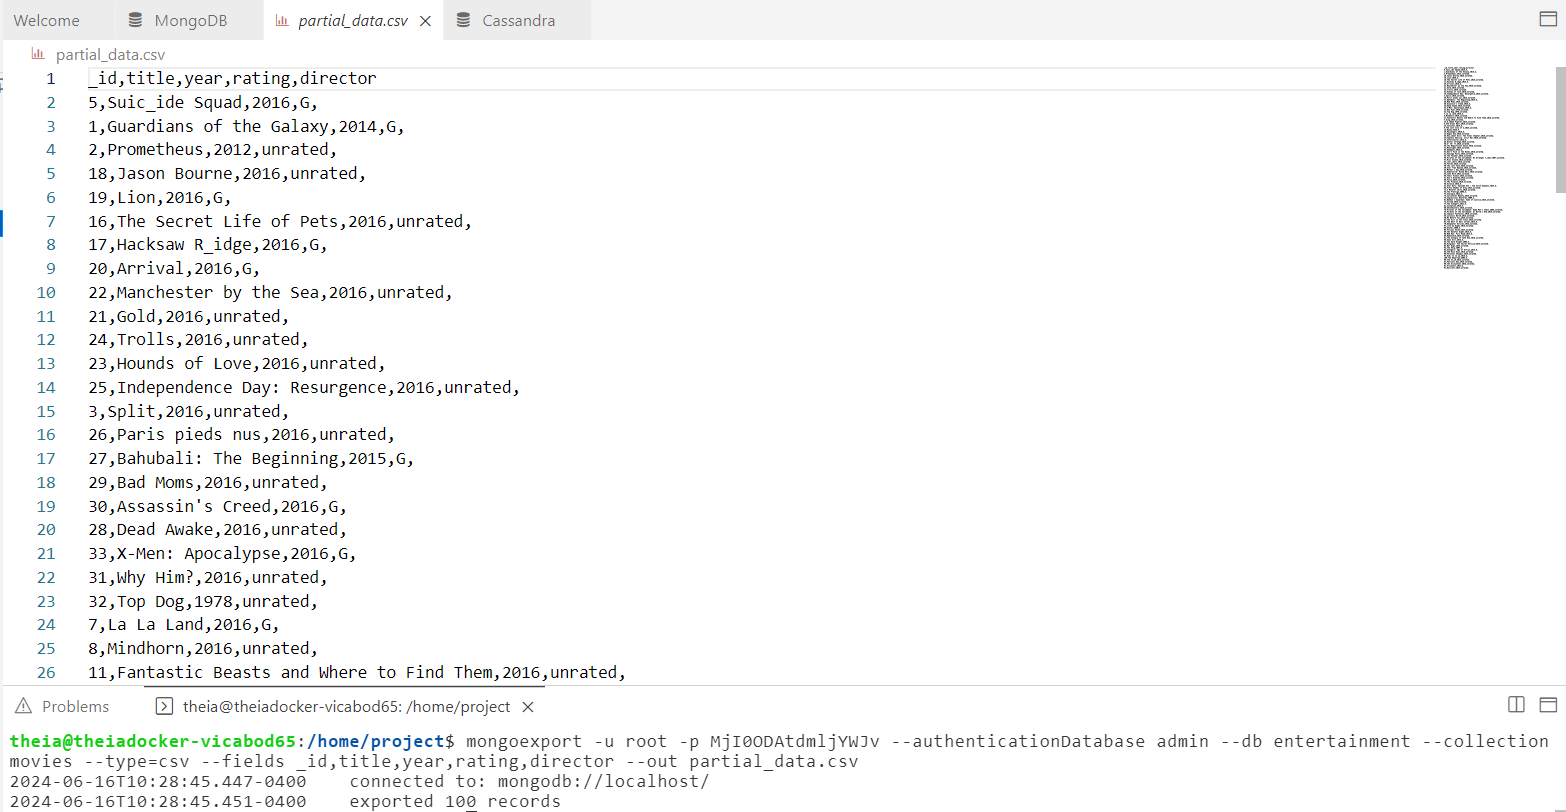 Welcome
MongoDB
partial_data.csv
Cassandra
partial_data.csv
1 _id,title,year,rating,director
2 5,Suic_ide Squad,2016,G,
3 1,Guardians of the Galaxy,2014,G,
4 2,Prometheus,2012,unrated,
5 18,Jason Bourne,2016,unrated,
6 19,Lion,2016,G,
7 16,The Secret Life of Pets,2016,unrated,
8 17,Hacksaw R_idge,2016,G,
9 20,Arrival,2016,G,
10 22,Manchester by the Sea,2016,unrated,
11 21,Gold,2016,unrated,
12 24,Trolls,2016,unrated,
13 23,Hounds of Love,2016,unrated,
14 25,Independence Day: Resurgence,2016,unrated,
15 3,Split,2016,unrated,
16 26,Paris pieds nus,2016,unrated,
17 27,Bahubali: The Beginning,2015,G,
18 29,Bad Moms,2016,unrated,
19 30,Assassin's Creed,2016,G,
20 28,Dead Awake,2016,unrated,
21 33,X-Men: Apocalypse,2016,G,
22 31,Why Him?,2016,unrated,
23 32,Top Dog,1978,unrated,
24 7,La La Land,2016,G,
25 8,Mindhorn,2016,unrated,
26 11,Fantastic Beasts and Where to Find Them,2016,unrated,
Problems
theia@theiadocker-vicabod65: /home/project
theia@theiadocker-vicabod65:/home/project$ mongoexport -u root -p MjI0ODAtdmljYWJv --authenticationDatabase admin --db entertainment --collection
movies --type=csv --fields _id,title,year,rating,director --out partial_data.csv
2024-06-16T10:28:45.447-0400 connected to: mongodb://localhost/
2024-06-16T10:28:45.451-0400 exported 100 records